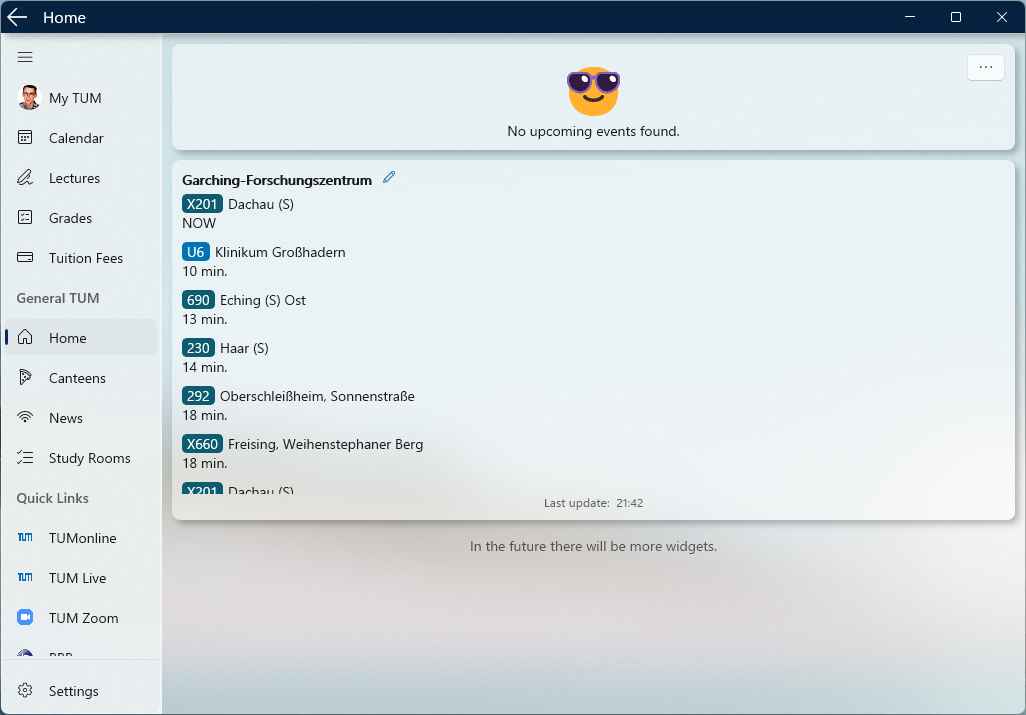 Home
My TUM
Calendar
Lectures
Grades
Tuition Fees
General TUM
Home
Canteens
News
Study Rooms
Quick Links
TUMonline
TUM Live
TUM Zoom
BBB
Settings
No upcoming events found.
Garching-Forschungszentrum
X201 Dachau (S)
NOW
U6 Klinikum Großhadern
10 min.
690 Eching (S) Ost
13 min.
230 Haar (S)
14 min.
292 Oberschleißheim, Sonnenstraße
18 min.
X660 Freising, Weihenstephaner Berg
18 min.
X201 Dachau (S)
Last update: 21:42
In the future there will be more widgets.